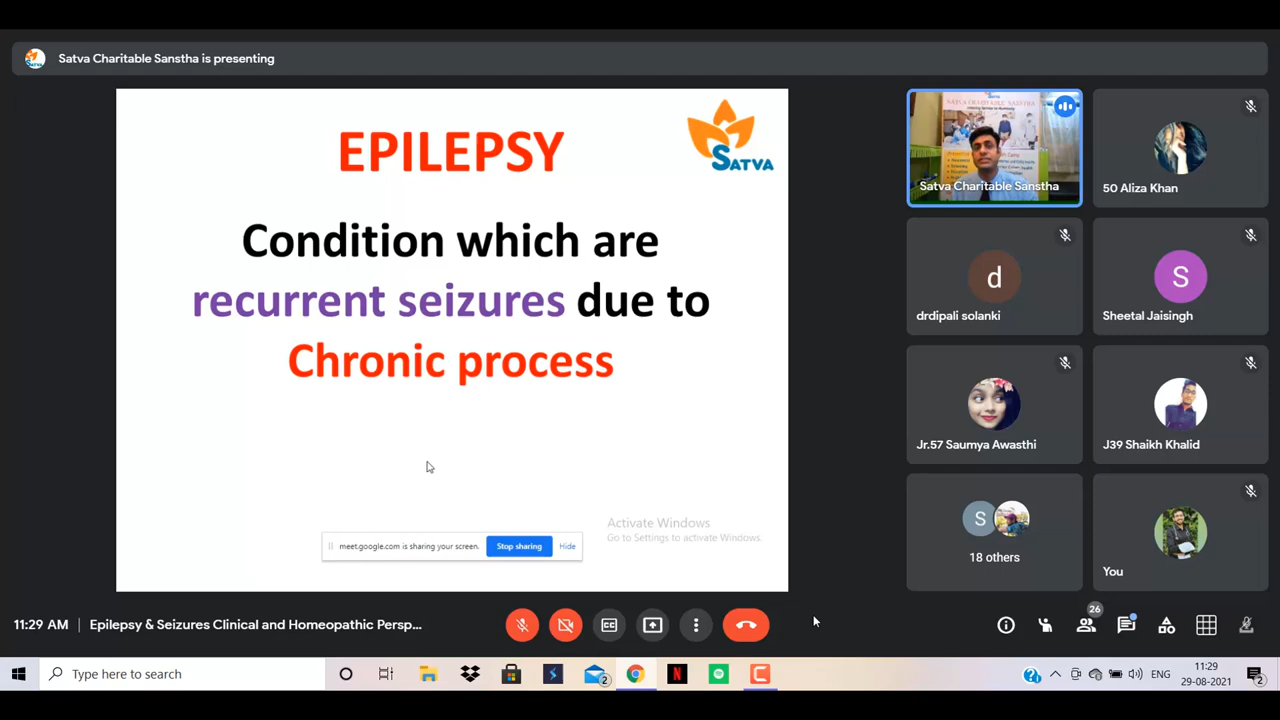 Satva Charitable Sanstha is presenting
EPILEPSY
SATVA
Condition which are
recurrent seizures due to
Chronic process
Activate Windows
Go to Settings to activate Windows.
meet.google.com is sharing your screen.
Stop sharing
Hide
Satva Charitable Sanstha
50 Aliza Khan
d
drdipali solanki
S
Sheetal Jaisingh
Jr.57 Saumya Awasthi
J39 Shaikh Khalid
S
18 others
You
11:29 AM
Epilepsy & Seizures Clinical and Homeopathic Persp...
26
Type here to search
2
ENG
11:29
29-08-2021
2